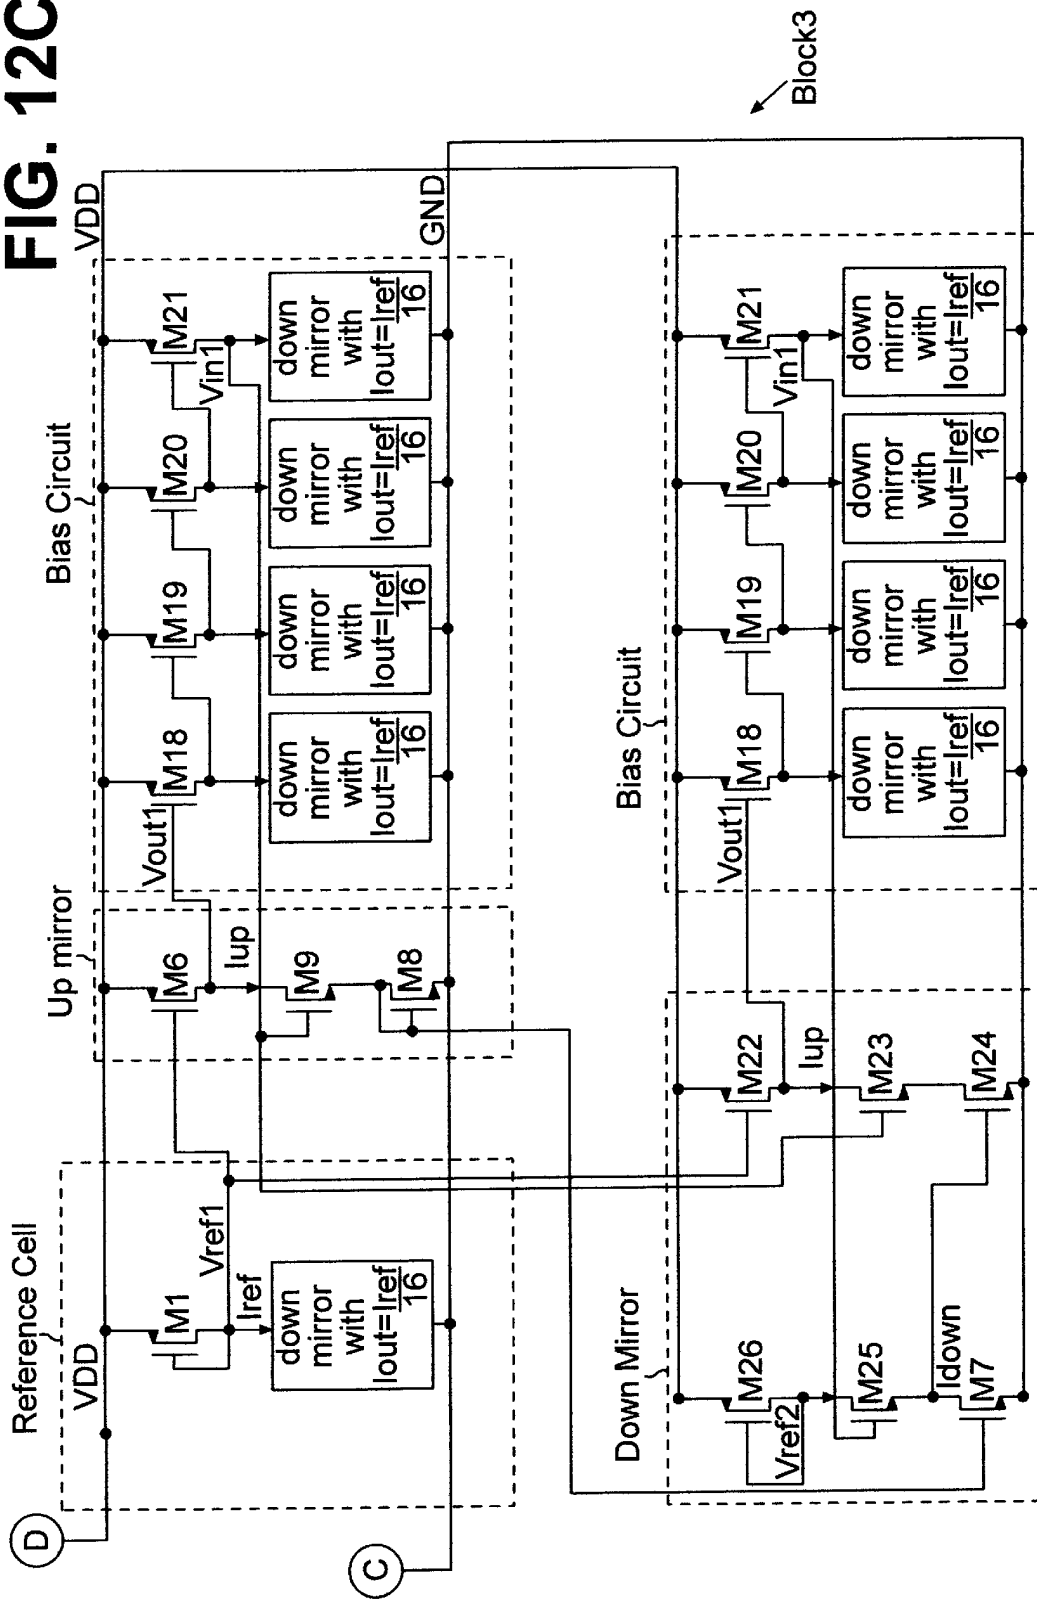 FIG. 12C
Reference Cell
Up mirror
Bias Circuit
VDD
VDD
D
M1
M6
M18
M19
M20
M21
Vout1
Vref1
Iref
Iup
Vin1
M9
M8
down
mirror
with
Iout=Iref
16
down
mirror
with
Iout=Iref
16
down
mirror
with
Iout=Iref
16
down
mirror
with
Iout=Iref
16
down
mirror
with
Iout=Iref
16
GND
C
Block3
Down Mirror
Bias Circuit
M26
M22
M18
M19
M20
M21
Vout1
Vref2
Iup
Vin1
M25
M23
Idown
M7
M24
down
mirror
with
Iout=Iref
16
down
mirror
with
Iout=Iref
16
down
mirror
with
Iout=Iref
16
down
mirror
with
Iout=Iref
16